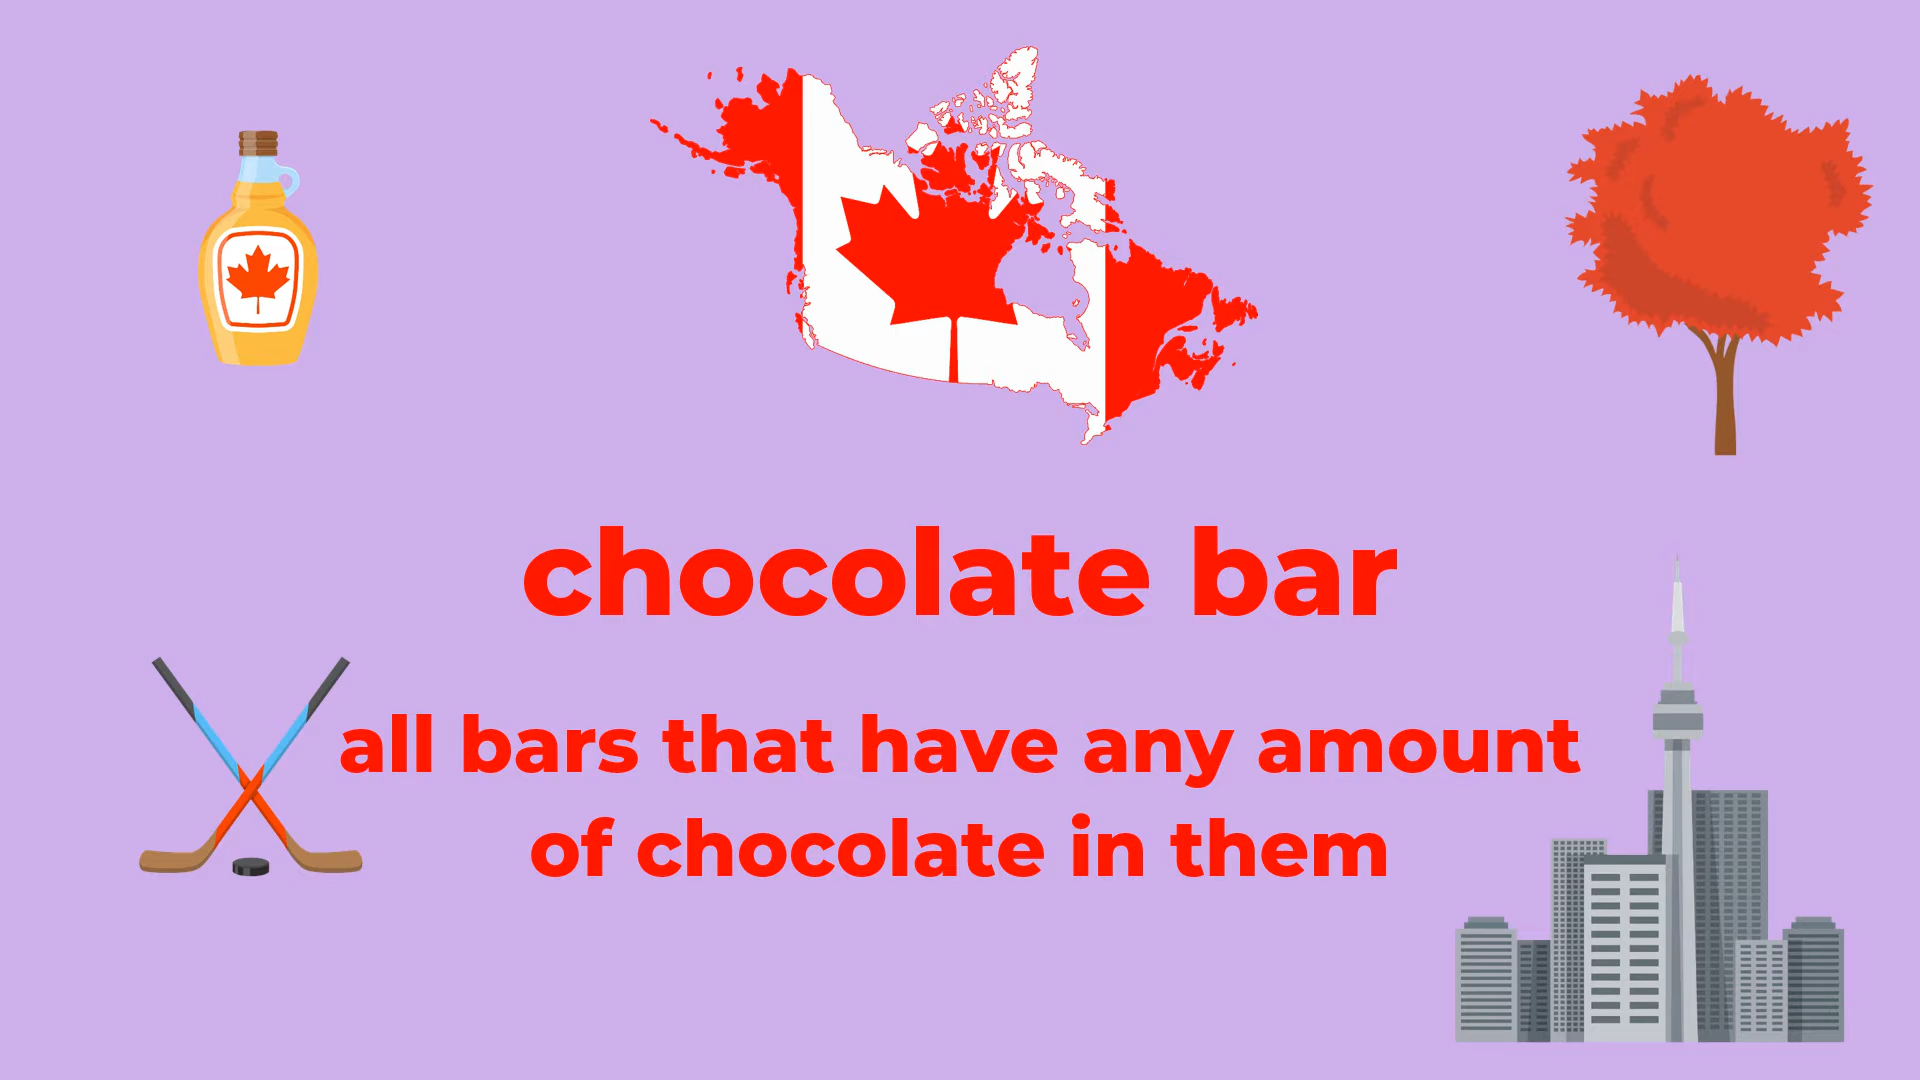 chocolate bar
all bars that have any amount
of chocolate in them